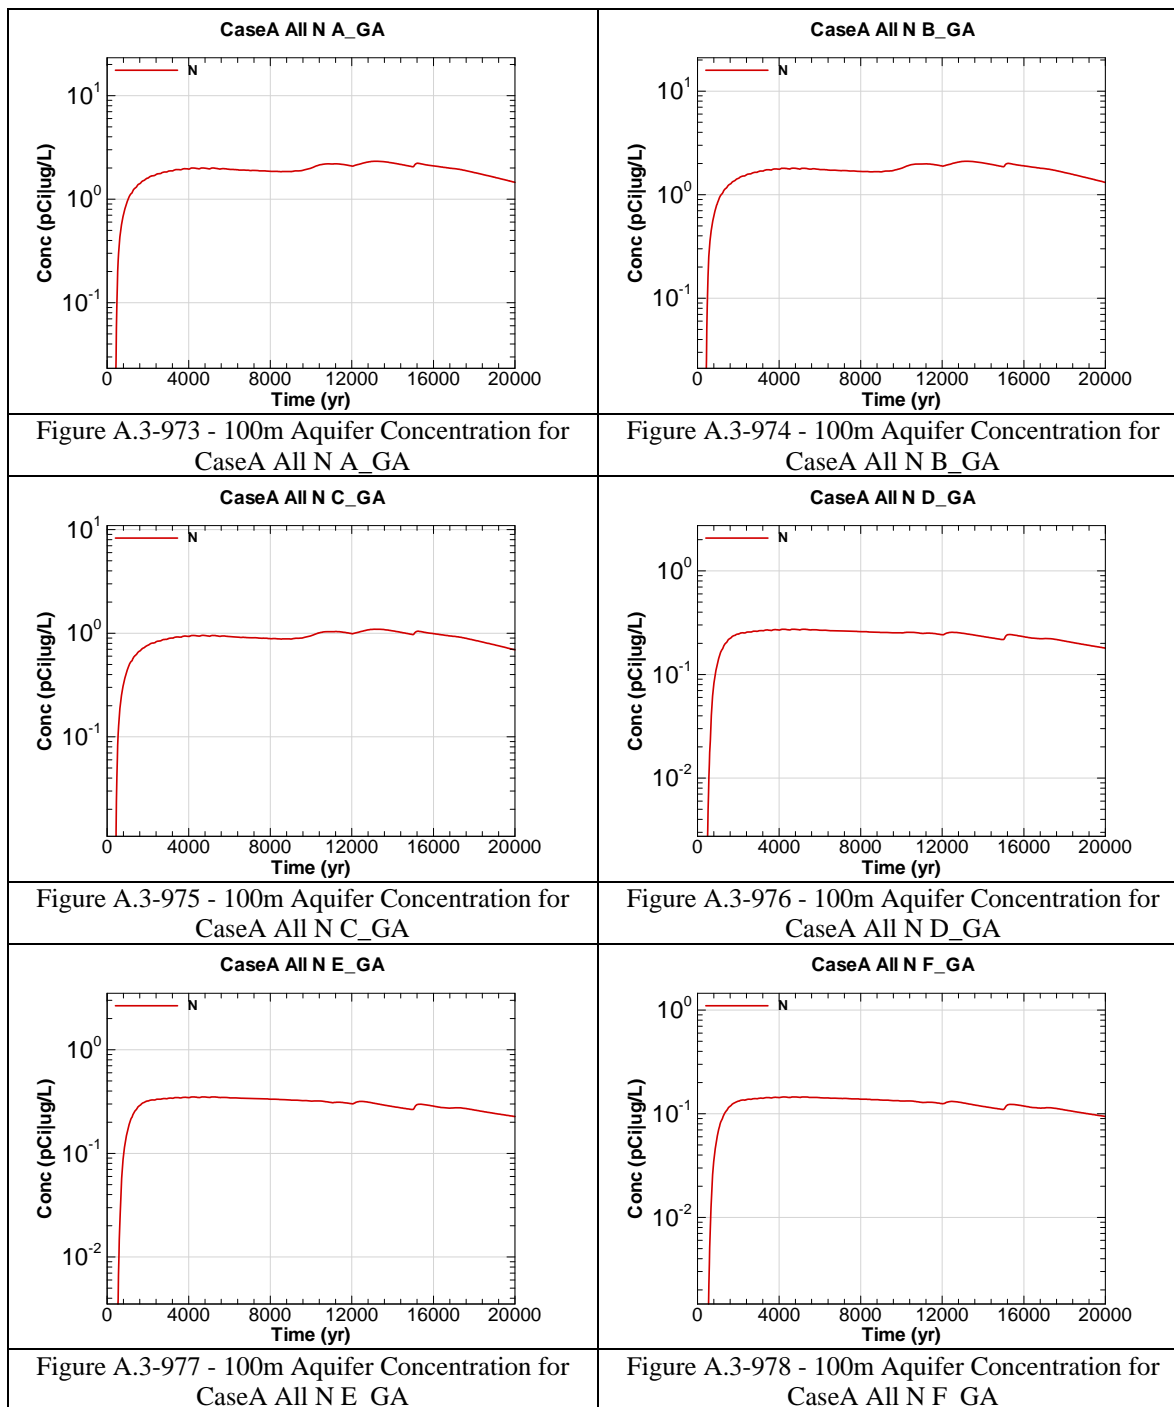 CaseA All N A_GA
N
Conc (pCi|ug/L)
10^1
10^0
10^-1
0 4000 8000 12000 16000 20000
Time (yr)
Figure A.3-973 - 100m Aquifer Concentration for
CaseA All N A_GA
CaseA All N B_GA
N
Conc (pCi|ug/L)
10^1
10^0
10^-1
0 4000 8000 12000 16000 20000
Time (yr)
Figure A.3-974 - 100m Aquifer Concentration for
CaseA All N B_GA
CaseA All N C_GA
N
Conc (pCi|ug/L)
10^1
10^0
10^-1
0 4000 8000 12000 16000 20000
Time (yr)
Figure A.3-975 - 100m Aquifer Concentration for
CaseA All N C_GA
CaseA All N D_GA
N
Conc (pCi|ug/L)
10^0
10^-1
10^-2
0 4000 8000 12000 16000 20000
Time (yr)
Figure A.3-976 - 100m Aquifer Concentration for
CaseA All N D_GA
CaseA All N E_GA
N
Conc (pCi|ug/L)
10^0
10^-1
10^-2
0 4000 8000 12000 16000 20000
Time (yr)
Figure A.3-977 - 100m Aquifer Concentration for
CaseA All N E_GA
CaseA All N F_GA
N
Conc (pCi|ug/L)
10^0
10^-1
10^-2
0 4000 8000 12000 16000 20000
Time (yr)
Figure A.3-978 - 100m Aquifer Concentration for
CaseA All N F_GA